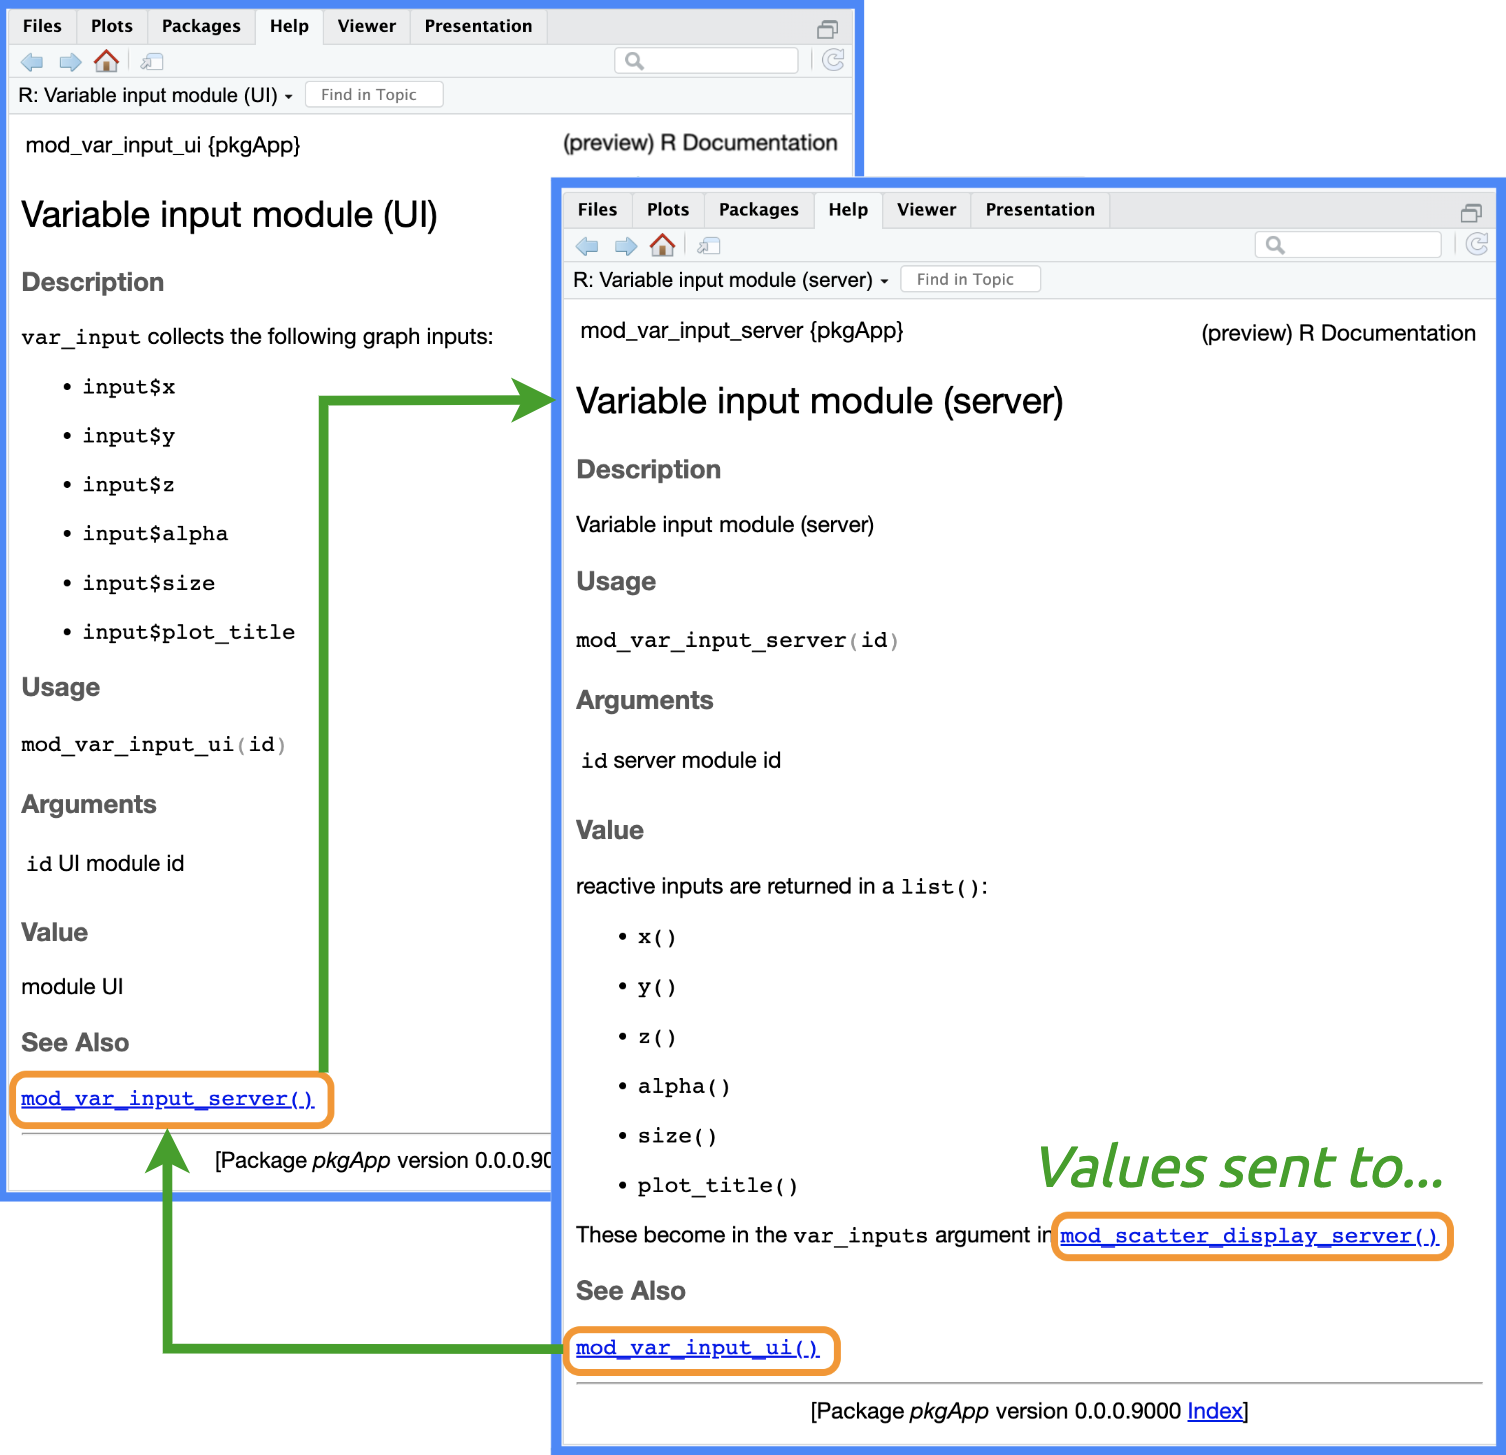 Files Plots Packages Help Viewer Presentation
R: Variable input module (UI) Find in Topic
mod_var_input_ui {pkgApp} (preview) R Documentation
Variable input module (UI)
Description
var_input collects the following graph inputs:
• input$x
• input$y
• input$z
• input$alpha
• input$size
• input$plot_title
Usage
mod_var_input_ui(id)
Arguments
id UI module id
Value
module UI
See Also
mod_var_input_server()
[Package pkgApp version 0.0.0.90
Files Plots Packages Help Viewer Presentation
R: Variable input module (server) Find in Topic
mod_var_input_server {pkgApp} (preview) R Documentation
Variable input module (server)
Description
Variable input module (server)
Usage
mod_var_input_server(id)
Arguments
id server module id
Value
reactive inputs are returned in a list():
• x()
• y()
• z()
• alpha()
• size()
• plot_title()
Values sent to...
These become in the var_inputs argument in mod_scatter_display_server()
See Also
mod_var_input_ui()
[Package pkgApp version 0.0.0.9000 Index]